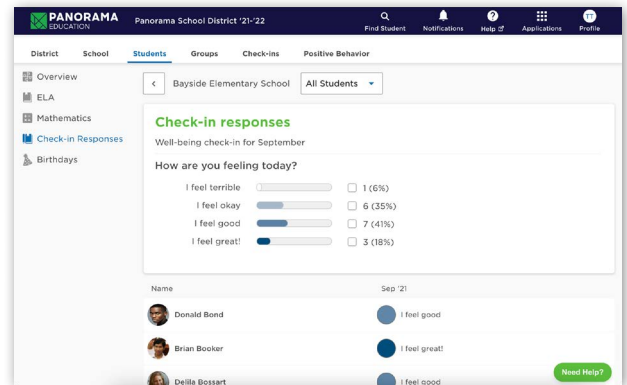 PANORAMA
EDUCATION
Panorama School District '21-'22
Find Student
Notifications
Help
Applications
TT
Profile
District School Students Groups Check-ins Positive Behavior
Overview
ELA
Mathematics
Check-in Responses
Birthdays
Bayside Elementary School
All Students
Check-in responses
Well-being check-in for September
How are you feeling today?
I feel terrible 1 (6%)
I feel okay 6 (35%)
I feel good 7 (41%)
I feel great! 3 (18%)
Name Sep '21
Donald Bond I feel good
Brian Booker I feel great!
Delila Bossart I feel good
Need Help?